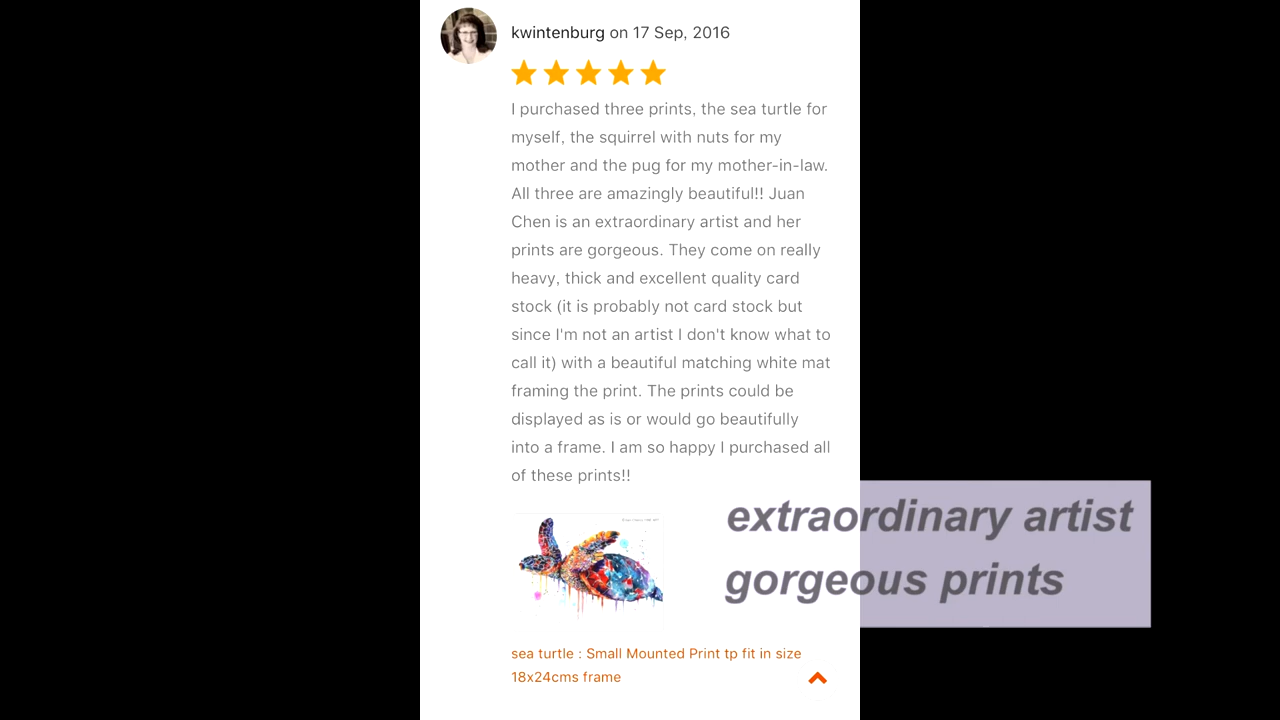 kwintenburg on 17 Sep, 2016
I purchased three prints, the sea turtle for
myself, the squirrel with nuts for my
mother and the pug for my mother-in-law.
All three are amazingly beautiful!! Juan
Chen is an extraordinary artist and her
prints are gorgeous. They come on really
heavy, thick and excellent quality card
stock (it is probably not card stock but
since I'm not an artist I don't know what to
call it) with a beautiful matching white mat
framing the print. The prints could be
displayed as is or would go beautifully
into a frame. I am so happy I purchased all
of these prints!!
extraordinary artist
gorgeous prints
sea turtle : Small Mounted Print tp fit in size
18x24cms frame